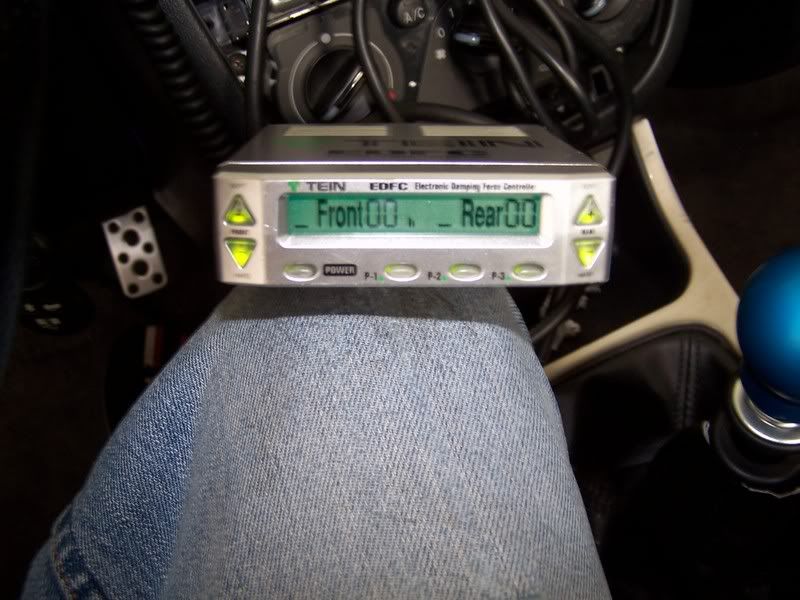 A/C
TEIN EDFC Electronic Damping Force Controller
_ Front00 h _ Rear00
POWER P-1 P-2 P-3